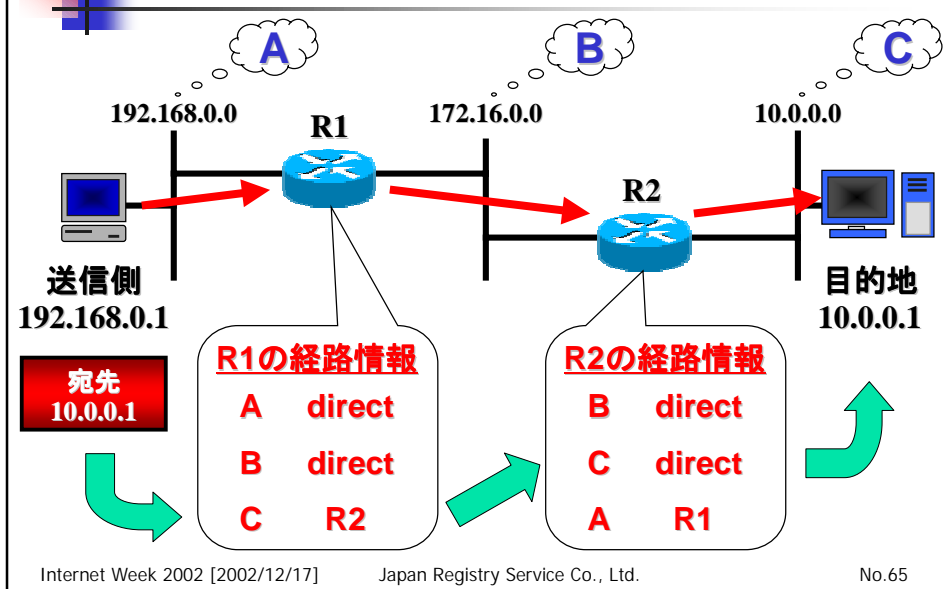 A
B
C
192.168.0.0
172.16.0.0
10.0.0.0
R1
R2
送信側
192.168.0.1
目的地
10.0.0.1
宛先
10.0.0.1
R1の経路情報
A direct
B direct
C R2
R2の経路情報
B direct
C direct
A R1
Internet Week 2002 [2002/12/17] Japan Registry Service Co., Ltd. No.65